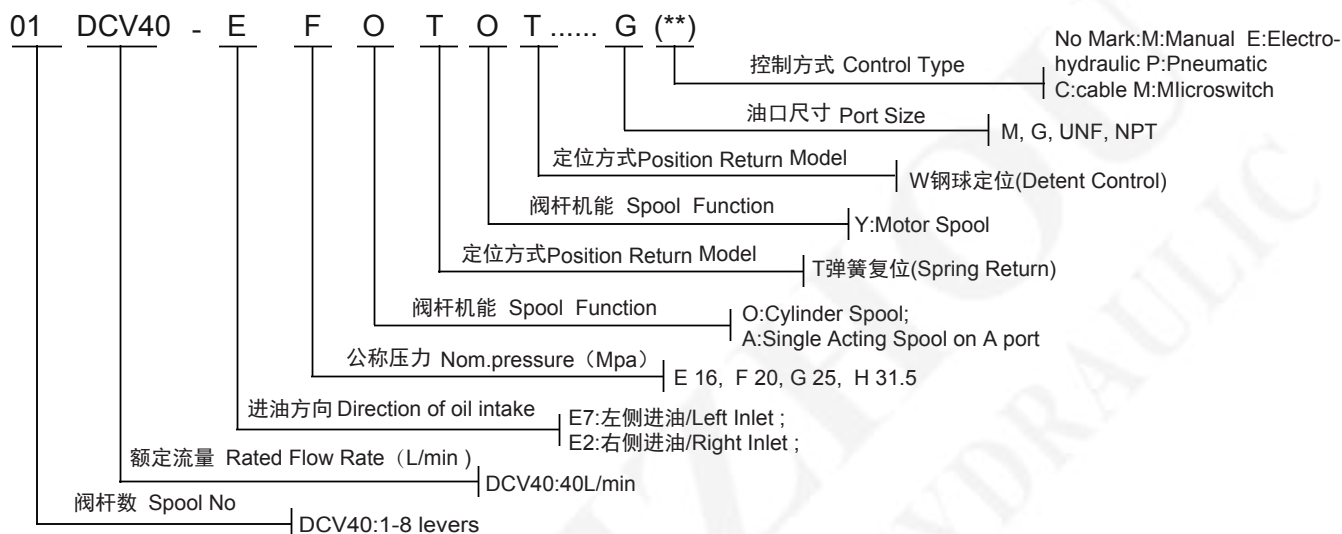 01 DCV40 - E F O T O T...... G (**)
控制方式 Control Type
No Mark:M:Manual E:Electro-
hydraulic P:Pneumatic
C:cable M:MIicroswitch
油口尺寸 Port Size
M, G, UNF, NPT
定位方式Position Return Model
W钢球定位(Detent Control)
阀杆机能 Spool Function
Y:Motor Spool
定位方式Position Return Model
T弹簧复位(Spring Return)
阀杆机能 Spool Function
O:Cylinder Spool;
A:Single Acting Spool on A port
公称压力 Nom.pressure（Mpa）
E 16, F 20, G 25, H 31.5
进油方向 Direction of oil intake
E7:左侧进油/Left Inlet ;
E2:右侧进油/Right Inlet ;
额定流量 Rated Flow Rate（L/min )
DCV40:40L/min
阀杆数 Spool No
DCV40:1-8 levers
ZHOU
YDRAULIC